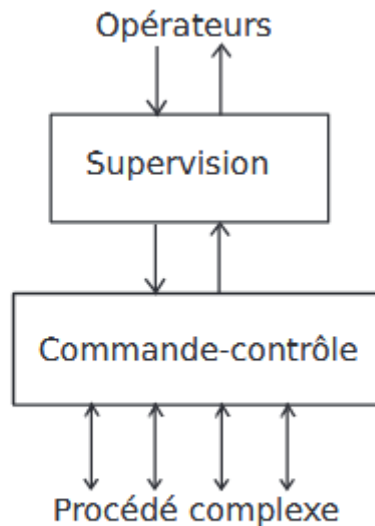 Opérateurs
Supervision
Commande-contrôle
Procédé complexe